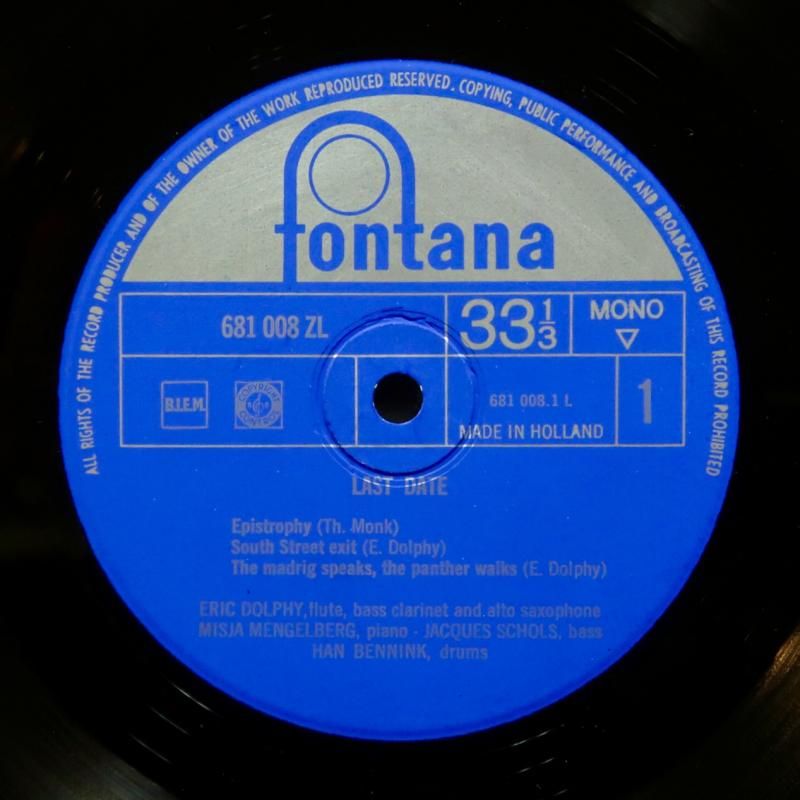 ALL RIGHTS OF THE RECORD PRODUCER AND OF THE OWNER OF THE WORK REPRODUCED RESERVED. COPYING, PUBLIC PERFORMANCE AND BROADCASTING OF THIS RECORD PROHIBITED
fontana
681 008 ZL
33 1/3
MONO
B.I.E.M.
COPYRIGHT
681 008.1 L
MADE IN HOLLAND
1
LAST DATE
Epistrophy (Th. Monk)
South Street exit (E. Dolphy)
The madrig speaks, the panther walks (E. Dolphy)
ERIC DOLPHY, flute, bass clarinet and.alto saxophone
MISJA MENGELBERG, piano - JACQUES SCHOLS, bass
HAN BENNINK, drums